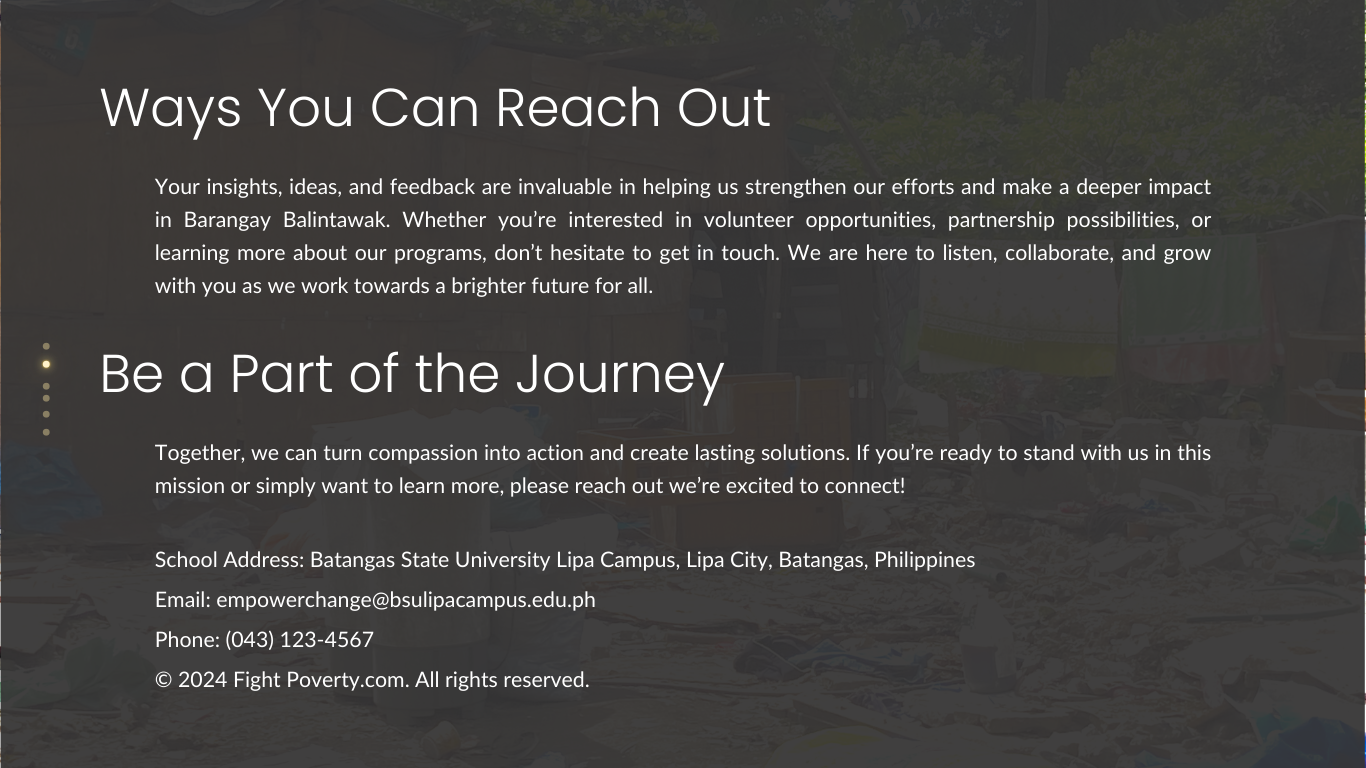 Ways You Can Reach Out
Your insights, ideas, and feedback are invaluable in helping us strengthen our efforts and make a deeper impact
in Barangay Balintawak. Whether you’re interested in volunteer opportunities, partnership possibilities, or
learning more about our programs, don’t hesitate to get in touch. We are here to listen, collaborate, and grow
with you as we work towards a brighter future for all.
Be a Part of the Journey
Together, we can turn compassion into action and create lasting solutions. If you’re ready to stand with us in this
mission or simply want to learn more, please reach out we’re excited to connect!
School Address: Batangas State University Lipa Campus, Lipa City, Batangas, Philippines
Email: empowerchange@bsulipacampus.edu.ph
Phone: (043) 123-4567
© 2024 Fight Poverty.com. All rights reserved.